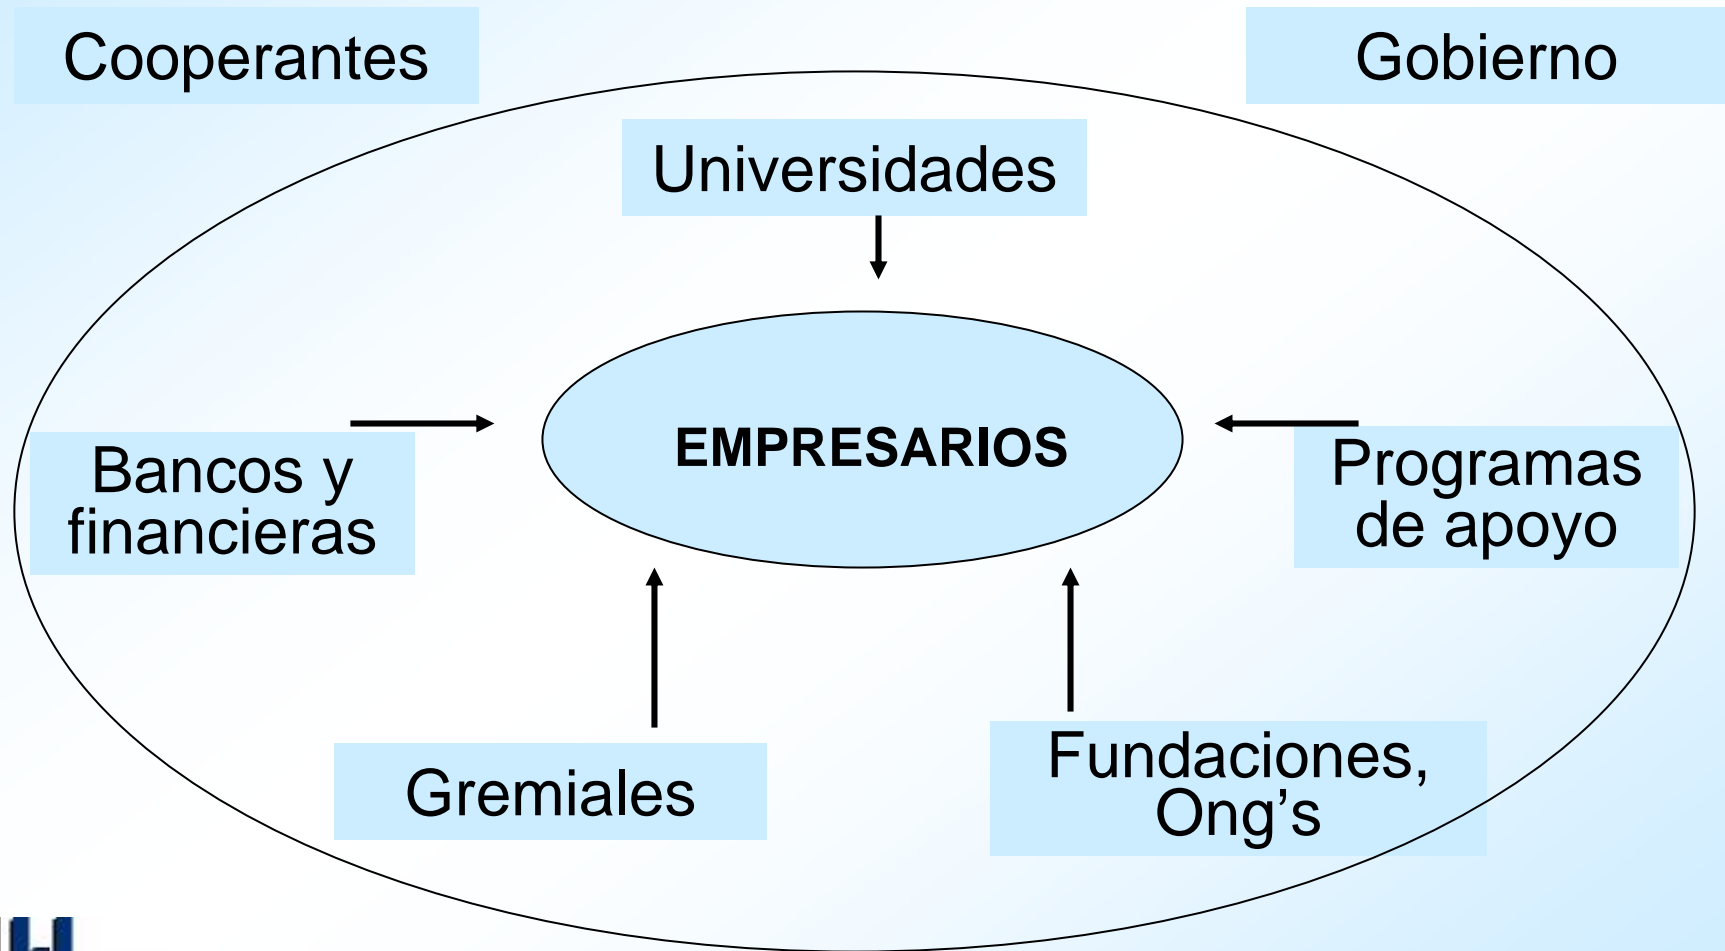 Cooperantes
Gobierno
Universidades
EMPRESARIOS
Bancos y
financieras
Programas
de apoyo
Gremiales
Fundaciones,
Ong’s